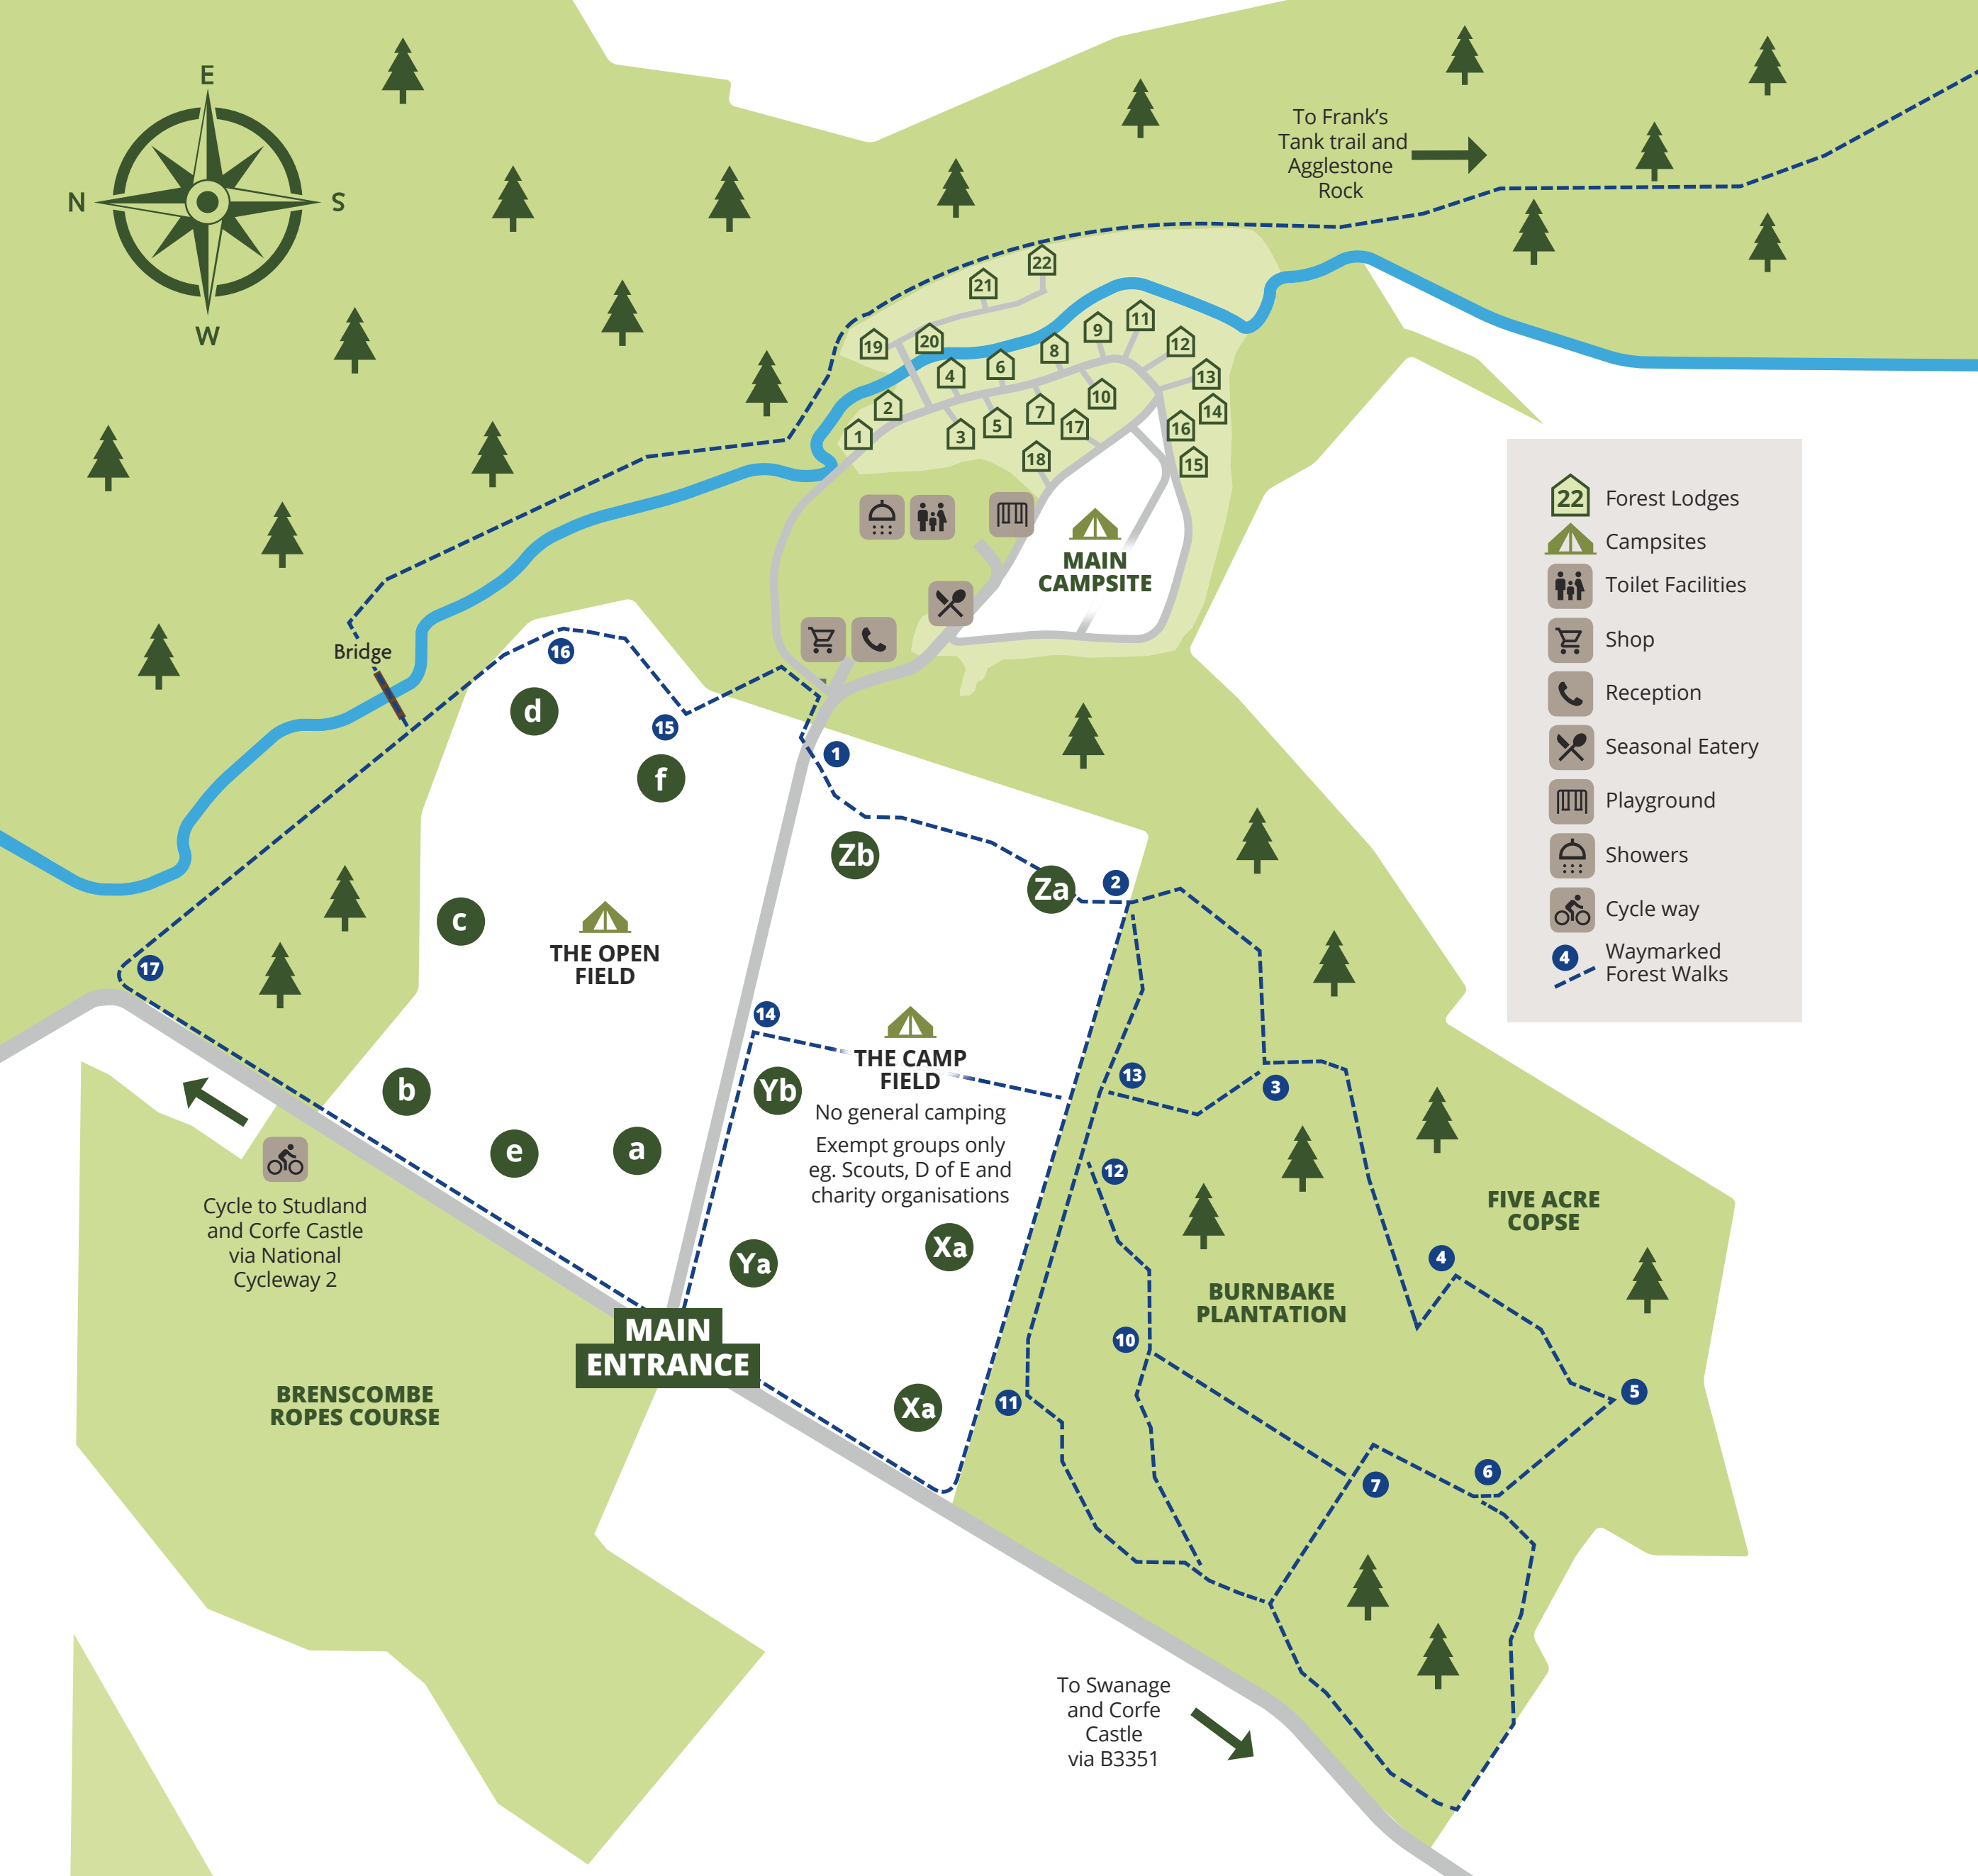 E
N
S
W
To Frank's
Tank trail and
Agglestone
Rock
22
21
11
9
20
19
12
8
6
4
13
10
2
7
14
17
16
5
3
1
18
15
MAIN
CAMPSITE
Bridge
16
d
15
f
1
Zb
Za
2
c
THE OPEN
FIELD
17
14
THE CAMP
FIELD
No general camping
Exempt groups only
eg. Scouts, D of E and
charity organisations
Yb
13
3
b
e
a
12
Cycle to Studland
and Corfe Castle
via National
Cycleway 2
Ya
Xa
FIVE ACRE
COPSE
4
BURNBAKE
PLANTATION
10
MAIN
ENTRANCE
5
11
Xa
BRENSCOMBE
ROPES COURSE
6
7
To Swanage
and Corfe
Castle
via B3351
22 Forest Lodges
Campsites
Toilet Facilities
Shop
Reception
Seasonal Eatery
Playground
Showers
Cycle way
4 Waymarked
Forest Walks